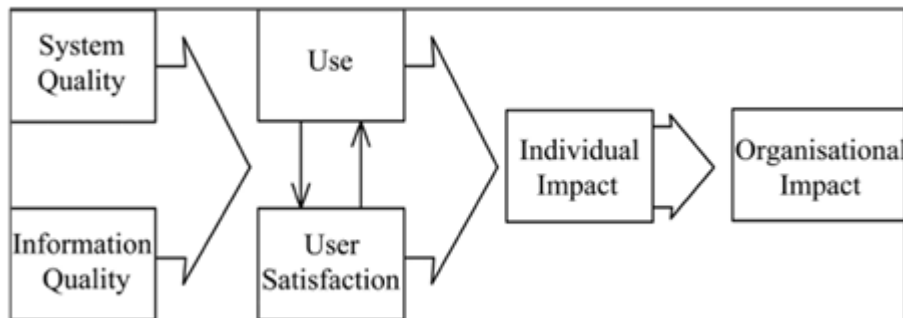 System
Quality
Use
Individual
Impact
Organisational
Impact
Information
Quality
User
Satisfaction